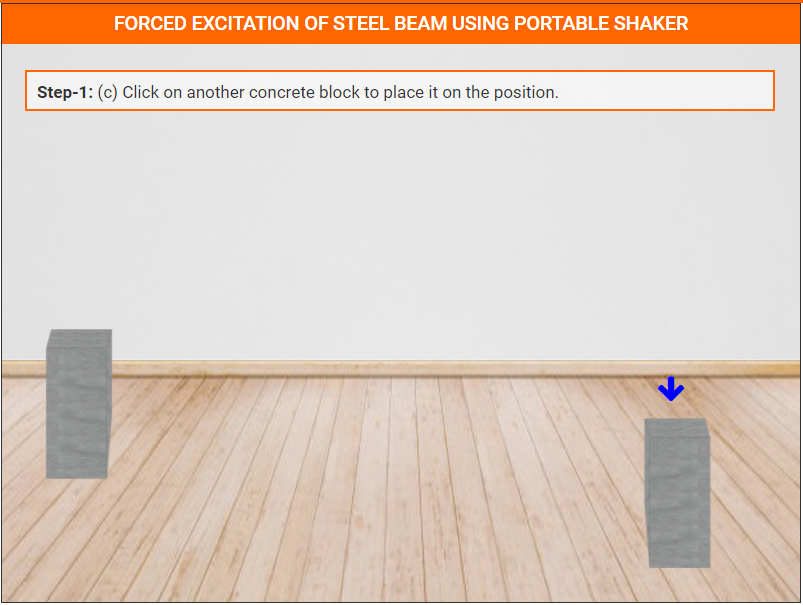 FORCED EXCITATION OF STEEL BEAM USING PORTABLE SHAKER
Step-1: (c) Click on another concrete block to place it on the position.